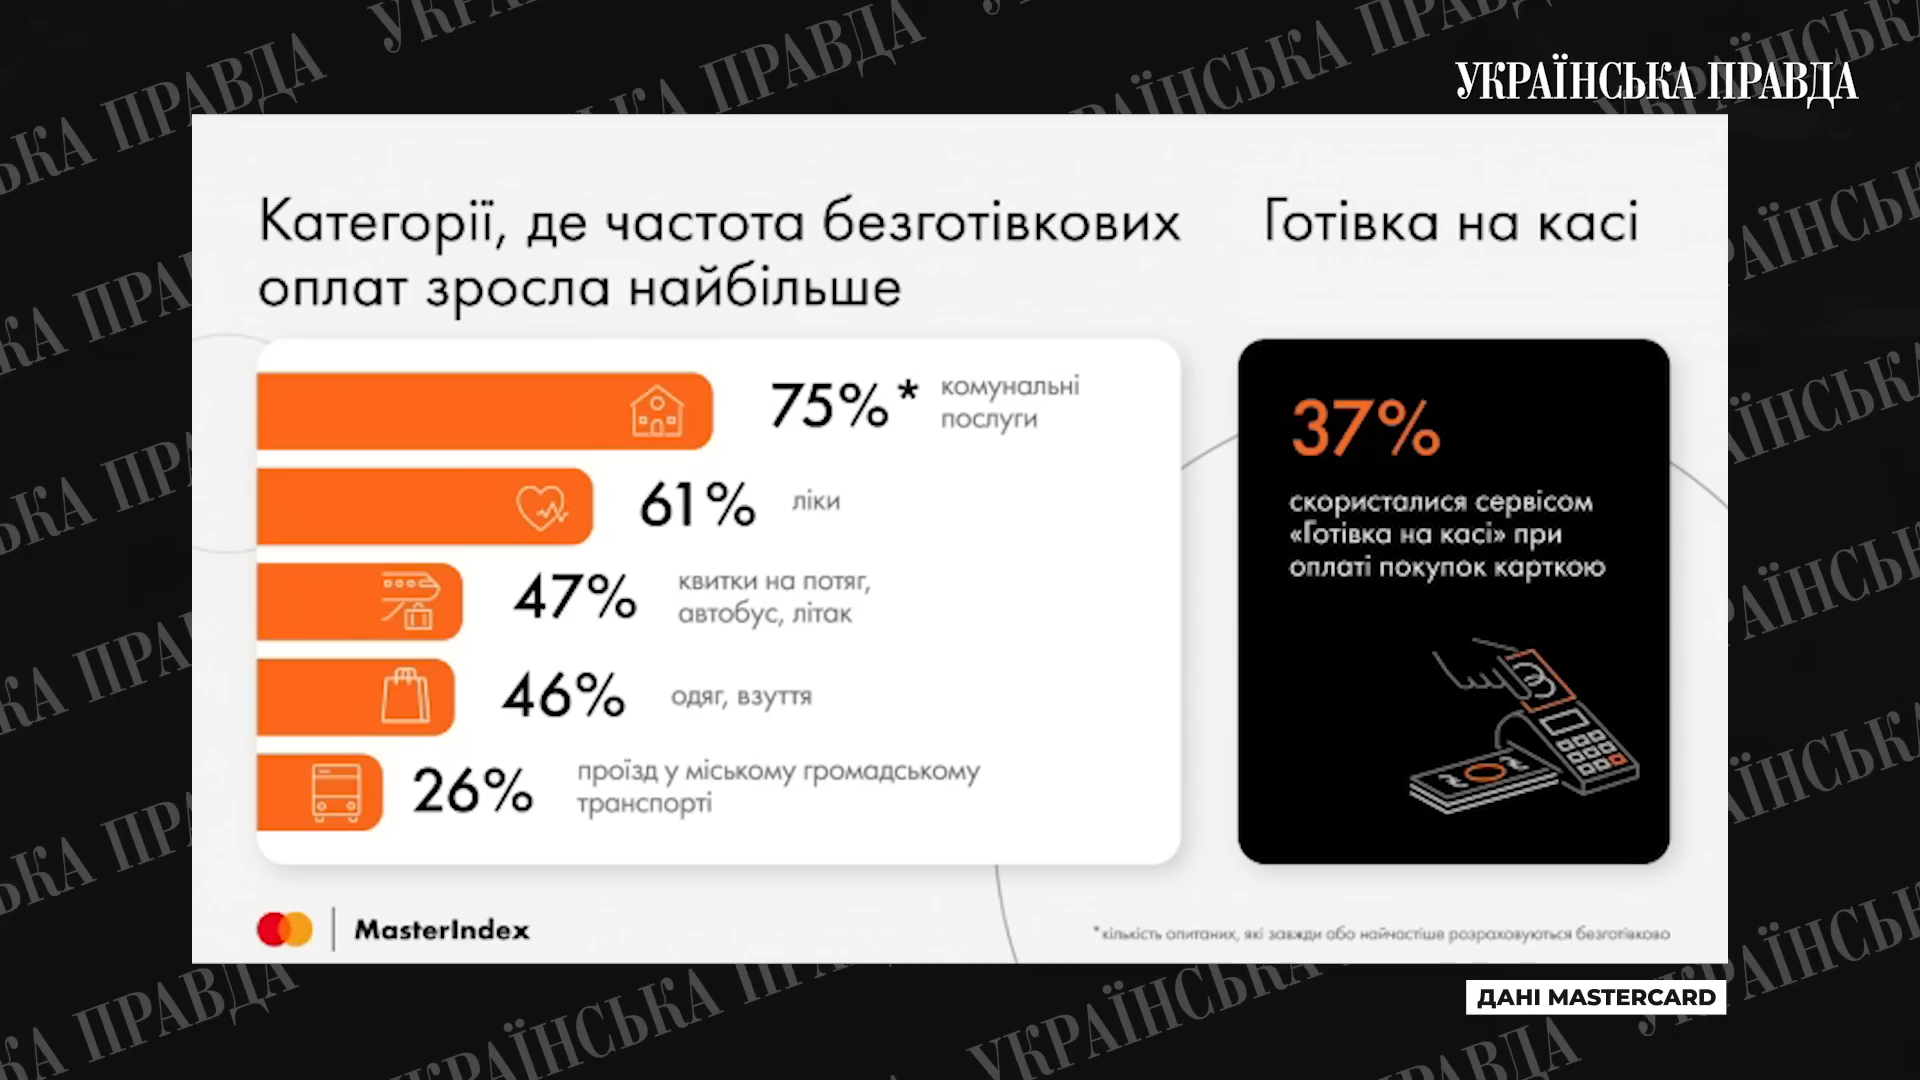 УКРАЇНСЬКА ПРАВДА
Категорії, де частота безготівкових
оплат зросла найбільше
75%* комунальні
послуги
61% ліки
47% квитки на потяг,
автобус, літак
46% одяг, взуття
26% проїзд у міському громадському
транспорті
Готівка на касі
37%
скористалися сервісом
«Готівка на касі» при
оплаті покупок карткою
MasterIndex
*кількість опитаних, які завжди або найчастіше розраховуються безготівково
ДАНІ MASTERCARD